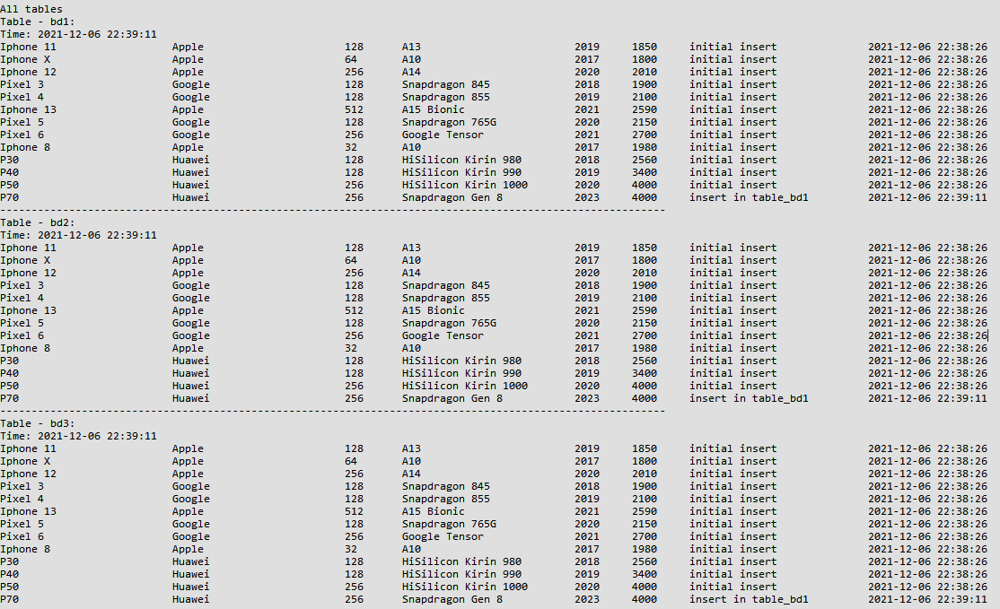 All tables
Table - bd1:
Time: 2021-12-06 22:39:11
Iphone 11 Apple 128 A13 2019 1850 initial insert 2021-12-06 22:38:26
Iphone X Apple 64 A10 2017 1800 initial insert 2021-12-06 22:38:26
Iphone 12 Apple 256 A14 2020 2010 initial insert 2021-12-06 22:38:26
Pixel 3 Google 128 Snapdragon 845 2018 1900 initial insert 2021-12-06 22:38:26
Pixel 4 Google 128 Snapdragon 855 2019 2100 initial insert 2021-12-06 22:38:26
Iphone 13 Apple 512 A15 Bionic 2021 2590 initial insert 2021-12-06 22:38:26
Pixel 5 Google 128 Snapdragon 765G 2020 2150 initial insert 2021-12-06 22:38:26
Pixel 6 Google 256 Google Tensor 2021 2700 initial insert 2021-12-06 22:38:26
Iphone 8 Apple 32 A10 2017 1980 initial insert 2021-12-06 22:38:26
P30 Huawei 128 HiSilicon Kirin 980 2018 2560 initial insert 2021-12-06 22:38:26
P40 Huawei 128 HiSilicon Kirin 990 2019 3400 initial insert 2021-12-06 22:38:26
P50 Huawei 256 HiSilicon Kirin 1000 2020 4000 initial insert 2021-12-06 22:38:26
P70 Huawei 256 Snapdragon Gen 8 2023 4000 insert in table_bd1 2021-12-06 22:39:11
----------------------------------------------------------------------------------------------------------
Table - bd2:
Time: 2021-12-06 22:39:11
Iphone 11 Apple 128 A13 2019 1850 initial insert 2021-12-06 22:38:26
Iphone X Apple 64 A10 2017 1800 initial insert 2021-12-06 22:38:26
Iphone 12 Apple 256 A14 2020 2010 initial insert 2021-12-06 22:38:26
Pixel 3 Google 128 Snapdragon 845 2018 1900 initial insert 2021-12-06 22:38:26
Pixel 4 Google 128 Snapdragon 855 2019 2100 initial insert 2021-12-06 22:38:26
Iphone 13 Apple 512 A15 Bionic 2021 2590 initial insert 2021-12-06 22:38:26
Pixel 5 Google 128 Snapdragon 765G 2020 2150 initial insert 2021-12-06 22:38:26
Pixel 6 Google 256 Google Tensor 2021 2700 initial insert 2021-12-06 22:38:26
Iphone 8 Apple 32 A10 2017 1980 initial insert 2021-12-06 22:38:26
P30 Huawei 128 HiSilicon Kirin 980 2018 2560 initial insert 2021-12-06 22:38:26
P40 Huawei 128 HiSilicon Kirin 990 2019 3400 initial insert 2021-12-06 22:38:26
P50 Huawei 256 HiSilicon Kirin 1000 2020 4000 initial insert 2021-12-06 22:38:26
P70 Huawei 256 Snapdragon Gen 8 2023 4000 insert in table_bd1 2021-12-06 22:39:11
----------------------------------------------------------------------------------------------------------
Table - bd3:
Time: 2021-12-06 22:39:11
Iphone 11 Apple 128 A13 2019 1850 initial insert 2021-12-06 22:38:26
Iphone X Apple 64 A10 2017 1800 initial insert 2021-12-06 22:38:26
Iphone 12 Apple 256 A14 2020 2010 initial insert 2021-12-06 22:38:26
Pixel 3 Google 128 Snapdragon 845 2018 1900 initial insert 2021-12-06 22:38:26
Pixel 4 Google 128 Snapdragon 855 2019 2100 initial insert 2021-12-06 22:38:26
Iphone 13 Apple 512 A15 Bionic 2021 2590 initial insert 2021-12-06 22:38:26
Pixel 5 Google 128 Snapdragon 765G 2020 2150 initial insert 2021-12-06 22:38:26
Pixel 6 Google 256 Google Tensor 2021 2700 initial insert 2021-12-06 22:38:26
Iphone 8 Apple 32 A10 2017 1980 initial insert 2021-12-06 22:38:26
P30 Huawei 128 HiSilicon Kirin 980 2018 2560 initial insert 2021-12-06 22:38:26
P40 Huawei 128 HiSilicon Kirin 990 2019 3400 initial insert 2021-12-06 22:38:26
P50 Huawei 256 HiSilicon Kirin 1000 2020 4000 initial insert 2021-12-06 22:38:26
P70 Huawei 256 Snapdragon Gen 8 2023 4000 insert in table_bd1 2021-12-06 22:39:11